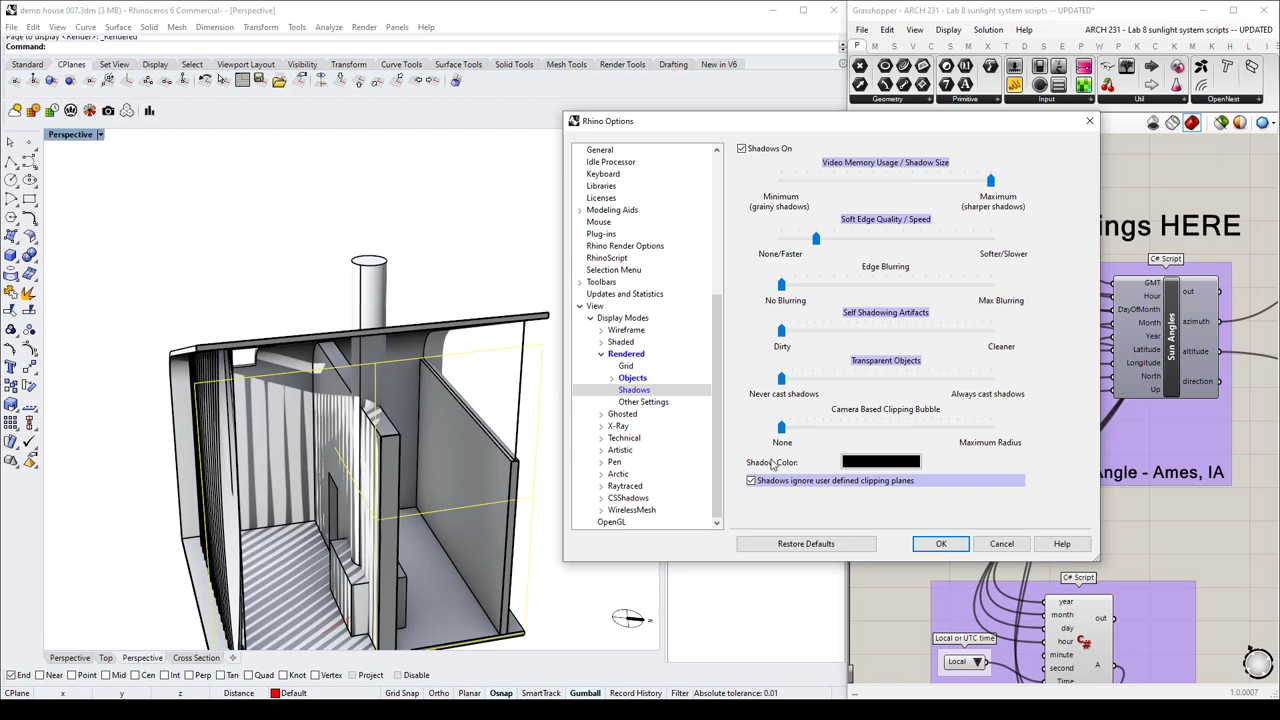 demo house 007.3dm (3 MB) - Rhinoceros 6 Commercial- - [Perspective]
File Edit View Curve Surface Solid Mesh Dimension Transform Tools Analyze Render Panels Help
Page to display <Render>: _Rendered
Command:
Standard CPlanes Set View Display Select Viewport Layout Visibility Transform Curve Tools Surface Tools Solid Tools Mesh Tools Render Tools Drafting New in V6
Perspective
Perspective Top Perspective Cross Section
End Near Point Mid Cen Int Perp Tan Quad Knot Vertex Project Disable
CPlane x y z Distance Default Grid Snap Ortho Planar Osnap SmartTrack Gumball Record History Filter Absolute tolerance: 0.01
Rhino Options
General
Idle Processor
Keyboard
Libraries
Licenses
Modeling Aids
Mouse
Plug-ins
Rhino Render Options
RhinoScript
Selection Menu
Toolbars
Updates and Statistics
View
Display Modes
Wireframe
Shaded
Rendered
Grid
Objects
Shadows
Other Settings
Ghosted
X-Ray
Technical
Artistic
Pen
Arctic
Raytraced
CSShadows
WirelessMesh
OpenGL
Shadows On
Video Memory Usage / Shadow Size
Minimum Maximum
(grainy shadows) (sharper shadows)
Soft Edge Quality / Speed
None/Faster Softer/Slower
Edge Blurring
No Blurring Max Blurring
Self Shadowing Artifacts
Dirty Cleaner
Transparent Objects
Never cast shadows Always cast shadows
Camera Based Clipping Bubble
None Maximum Radius
Shadow Color:
Shadows ignore user defined clipping planes
Restore Defaults OK Cancel Help
Grasshopper - ARCH 231 - Lab 8 sunlight system scripts -- UPDATED*
File Edit View Display Solution Help ARCH 231 - Lab 8 sunlight system scripts -- UPDATED
P M S V C S M I X T D S L E B A H K L F
Geometry Primitive Input Util OpenNest
ings HERE
C# Script
GMT
Hour
DayOfMonth
Month
Year
Latitude
Longitude
North
Up
Sun Angles
out
azimuth
altitude
direction
Angle - Ames, IA
C# Script
year
month
day
hour
minute
second
Time
C#
out
A
Local or UTC time
Local
1.0.0007